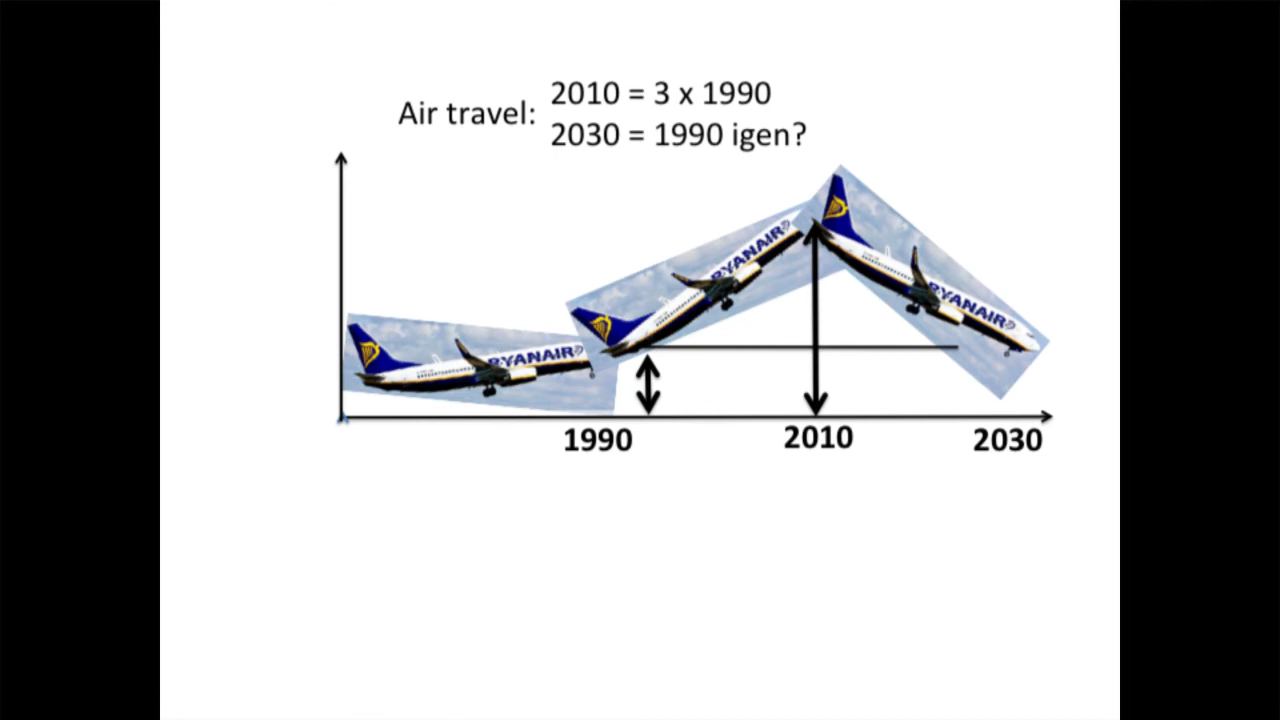 Air travel:
2010 = 3 x 1990
2030 = 1990 igen?
RYANAIR
RYANAIR
RYANAIR
1990
2010
2030